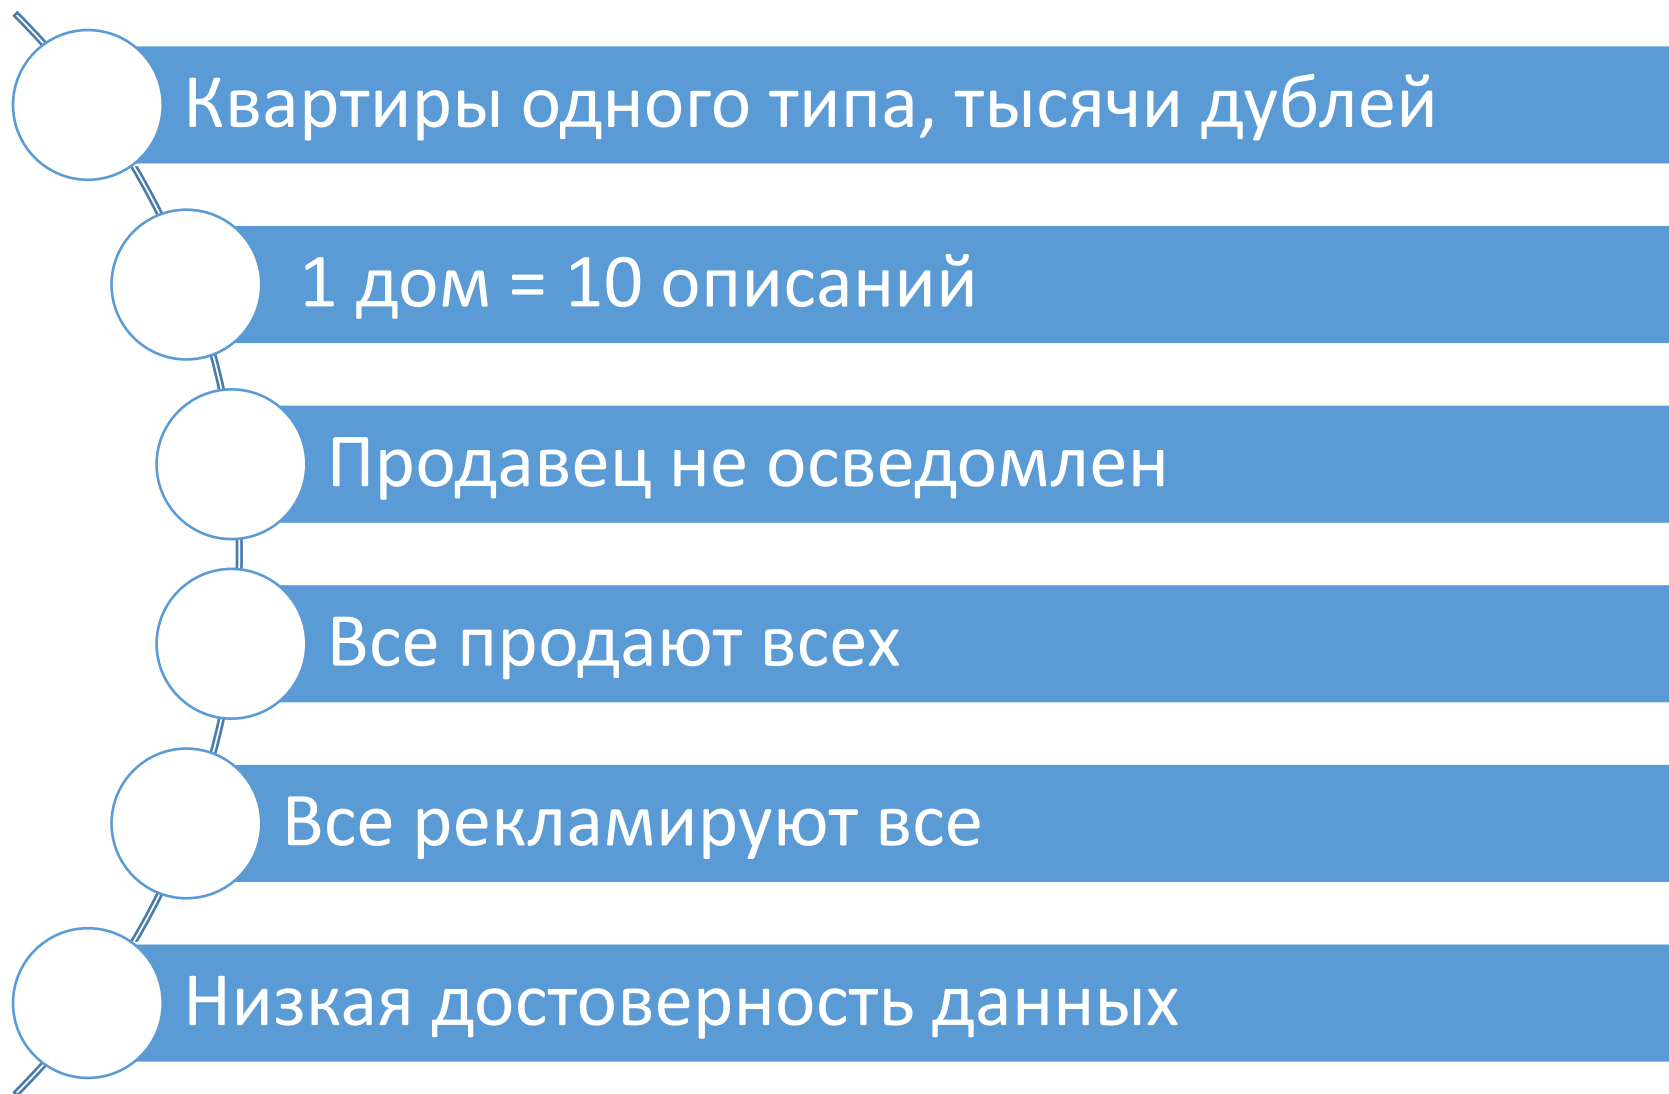 Квартиры одного типа, тысячи дублей
1 дом = 10 описаний
Продавец не осведомлен
Все продают всех
Все рекламируют все
Низкая достоверность данных